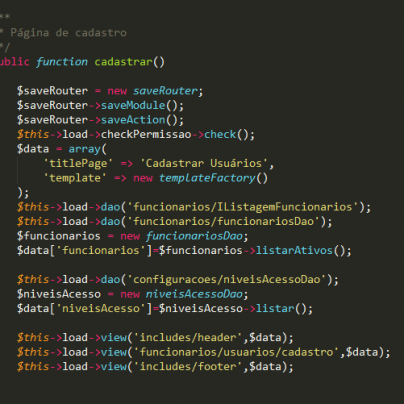 **
* Página de cadastro
*/
ublic function cadastrar()
$saveRouter = new saveRouter;
$saveRouter->saveModule();
$saveRouter->saveAction();
$this->load->checkPermissao->check();
$data = array(
'titlePage' => 'Cadastrar Usuários',
'template' => new templateFactory()
);
$this->load->dao('funcionarios/IListagemFuncionarios');
$this->load->dao('funcionarios/funcionariosDao');
$funcionarios = new funcionariosDao;
$data['funcionarios']=$funcionarios->listarAtivos();
$this->load->dao('configuracoes/niveisAcessoDao');
$niveisAcesso = new niveisAcessoDao;
$data['niveisAcesso']=$niveisAcesso->listar();
$this->load->view('includes/header',$data);
$this->load->view('funcionarios/usuarios/cadastro',$data);
$this->load->view('includes/footer',$data);